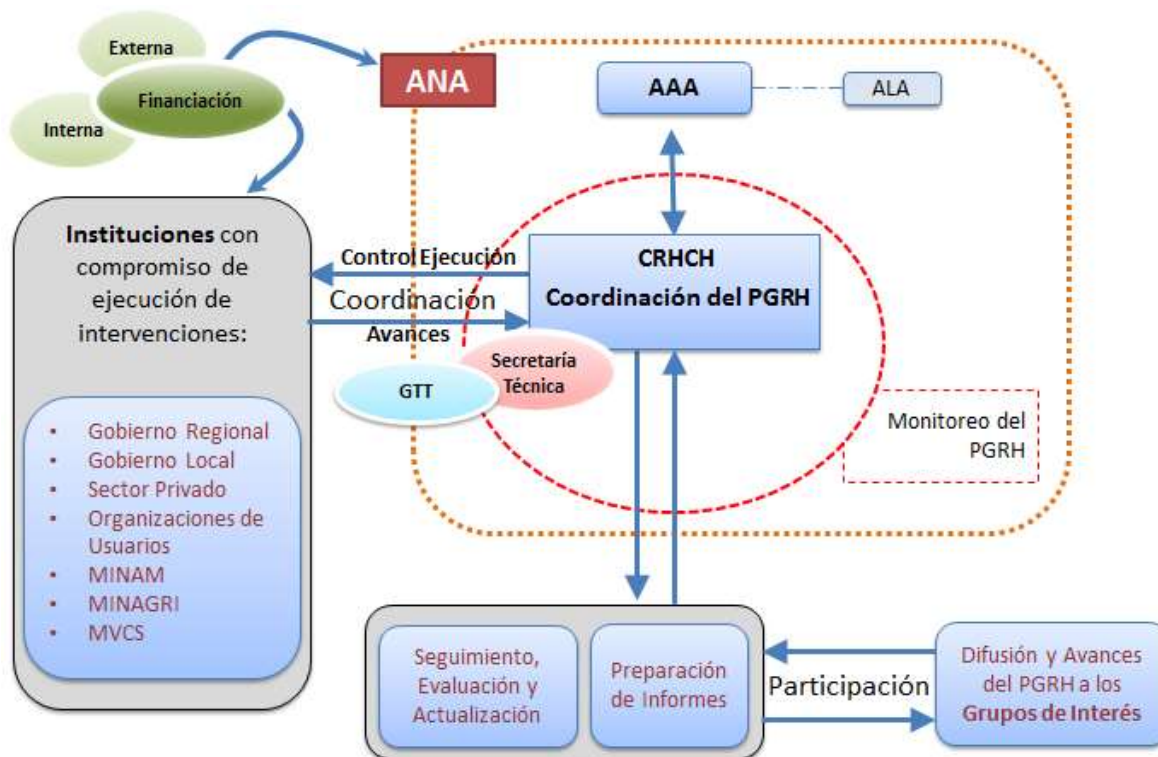 Externa
Financiación
Interna
ANA
AAA
ALA
Instituciones con
compromiso de
ejecución de
intervenciones:
Control Ejecución
Coordinación
Avances
CRHCH
Coordinación del PGRH
Secretaría
Técnica
GTT
Monitoreo del
PGRH
• Gobierno Regional
• Gobierno Local
• Sector Privado
• Organizaciones de
Usuarios
• MINAM
• MINAGRI
• MVCS
Seguimiento,
Evaluación y
Actualización
Preparación
de Informes
Participación
Difusión y Avances
del PGRH a los
Grupos de Interés